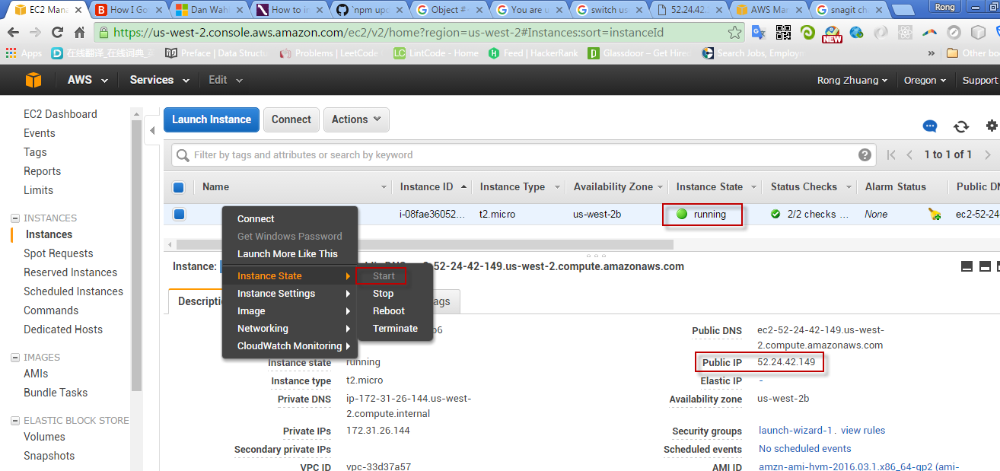 EC2 Mana
How I Go
Dan Wahl
How to in
`npm upd
Object #
You are u
switch us
52.24.42.
AWS Mar
snagit ch
Rong
https://us-west-2.console.aws.amazon.com/ec2/v2/home?region=us-west-2#Instances:sort=instanceId
NEW
Apps
在线翻译_在线词典_
Preface | Data Struc
Problems | LeetCode
LC LintCode - Home
Feed | HackerRank
Glassdoor – Get Hire
Search Jobs, Employm
»
Other bo
AWS
Services
Edit
Rong Zhuang
Oregon
Support
EC2 Dashboard
Events
Tags
Reports
Limits
INSTANCES
Instances
Spot Requests
Reserved Instances
Scheduled Instances
Commands
Dedicated Hosts
IMAGES
AMIs
Bundle Tasks
ELASTIC BLOCK STORE
Volumes
Snapshots
Launch Instance
Connect
Actions
Filter by tags and attributes or search by keyword
1 to 1 of 1
Name
Instance ID
Instance Type
Availability Zone
Instance State
Status Checks
Alarm Status
Public DN
i-08fae36052...
t2.micro
us-west-2b
running
2/2 checks ...
None
ec2-52-24-
Connect
Get Windows Password
Launch More Like This
Instance State
Instance Settings
Image
Networking
CloudWatch Monitoring
Start
Stop
Reboot
Terminate
Instance:
2-52-24-42-149.us-west-2.compute.amazonaws.com
Descripti
ags
b6
Instance state
running
Instance type
t2.micro
Private DNS
ip-172-31-26-144.us-west-
2.compute.internal
Private IPs
172.31.26.144
Secondary private IPs
VPC ID
vpc-33d37a57
Public DNS
ec2-52-24-42-149.us-west-
2.compute.amazonaws.com
Public IP
52.24.42.149
Elastic IP
-
Availability zone
us-west-2b
Security groups
launch-wizard-1. view rules
Scheduled events
No scheduled events
AMI ID
amzn-ami-hvm-2016.03.1.x86_64-gp2 (ami-